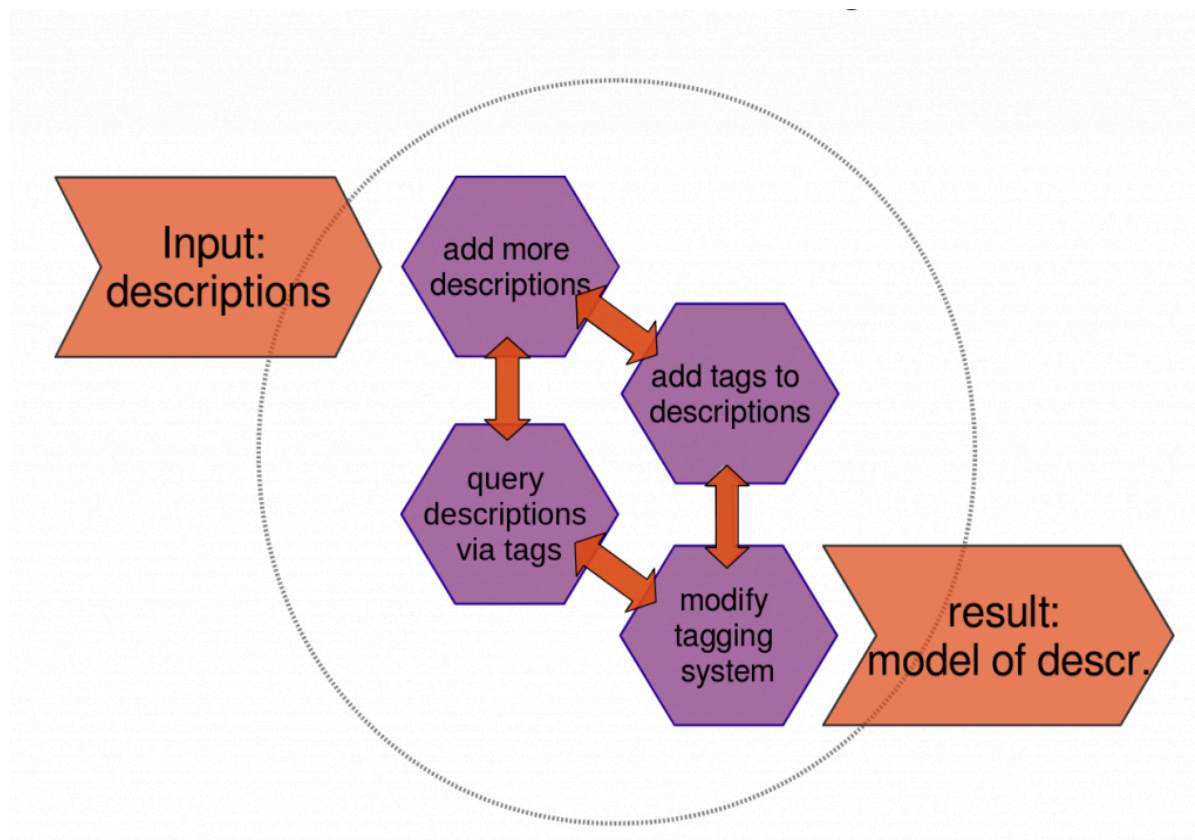 Input:
descriptions
add more
descriptions
add tags to
descriptions
query
descriptions
via tags
modify
tagging
system
result:
model of descr.